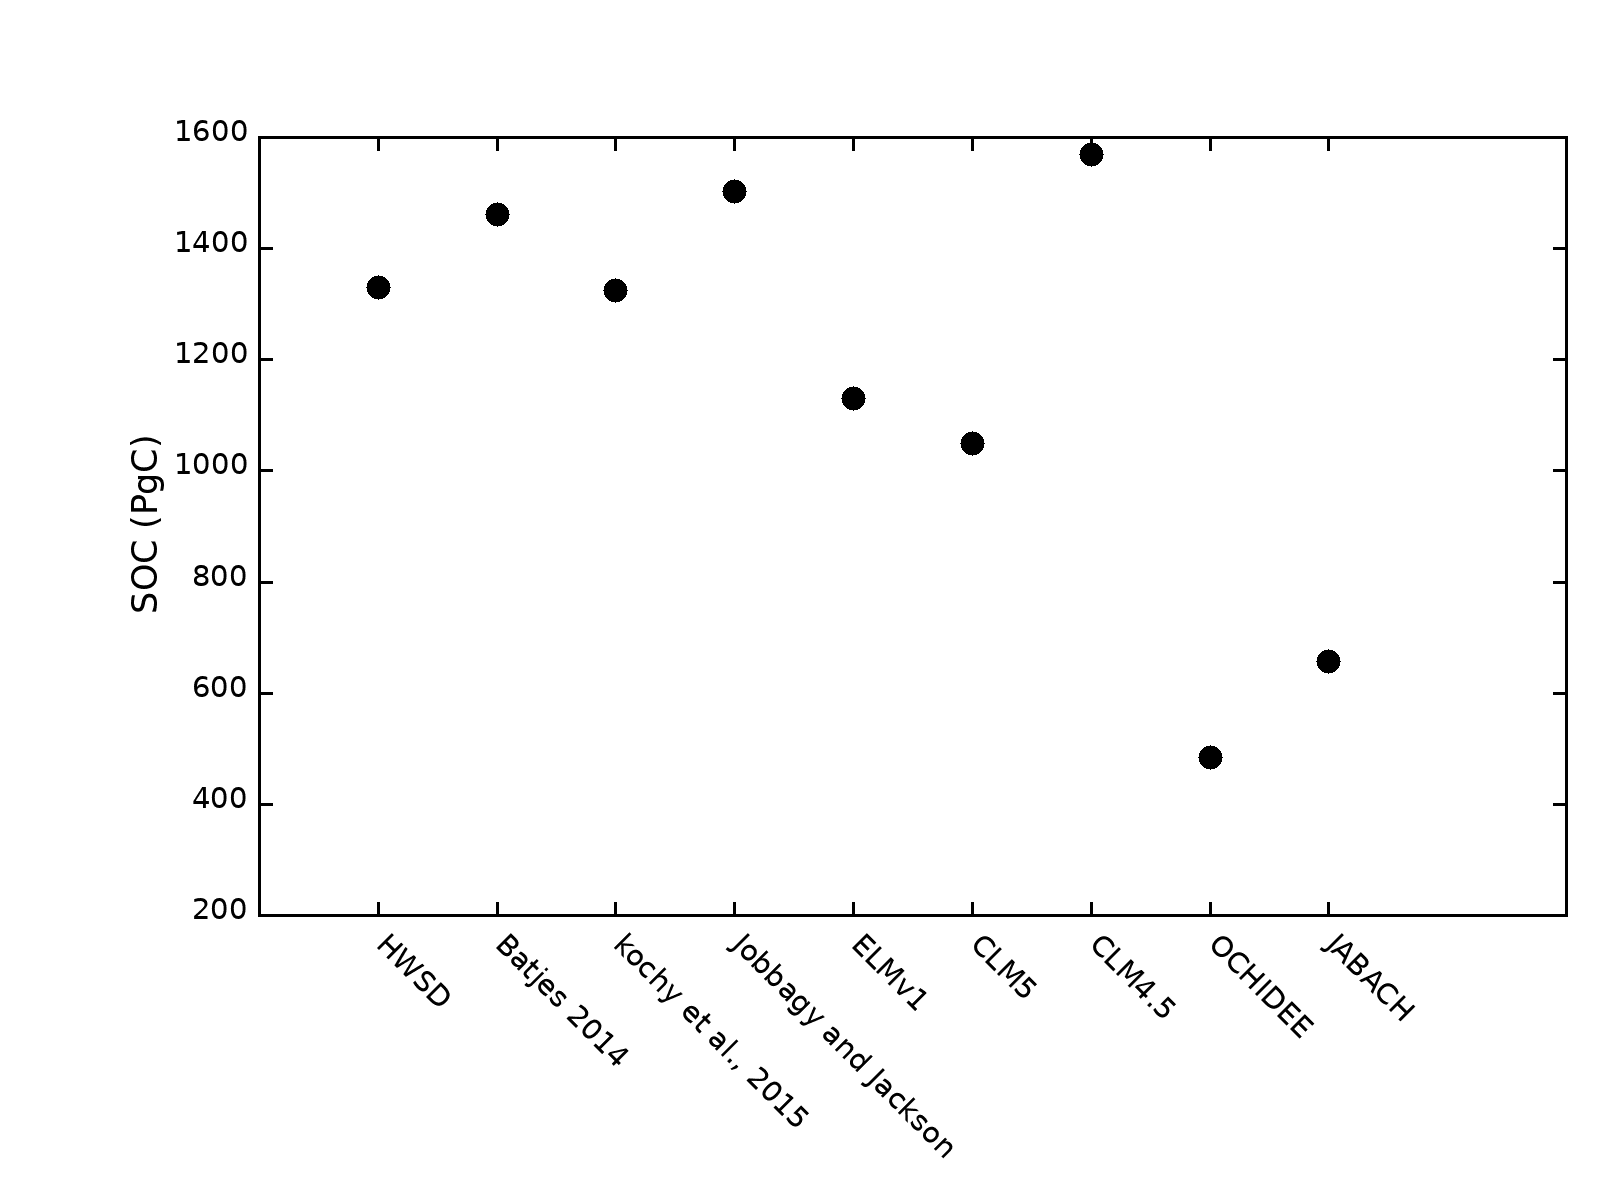 1600
1400
1200
1000
800
600
400
200
SOC (PgC)
HWSD
Batjes 2014
kochy et al., 2015
Jobbagy and Jackson
ELMv1
CLM5
CLM4.5
OCHIDEE
JABACH